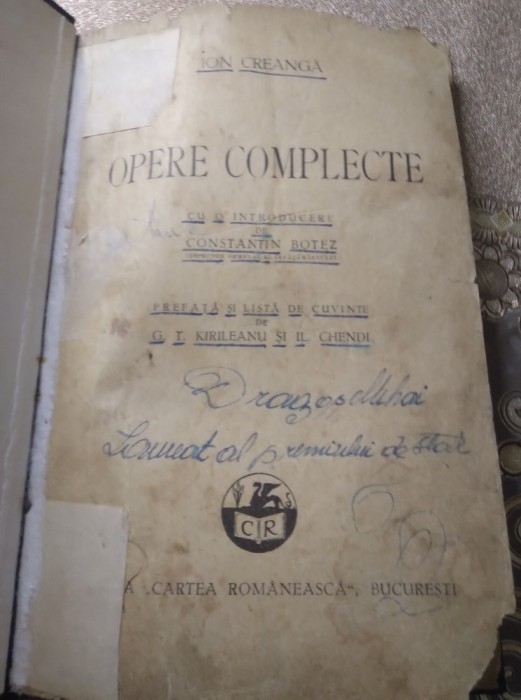 ION CREANGĂ
OPERE COMPLECTE
CU O INTRODUCERE
DE
CONSTANTIN BOTEZ
PREFAȚĂ ȘI LISTĂ DE CUVINTE
DE
G. T. KIRILEANU ȘI IL. CHENDI
Dragoș Mihai
Laureat al premiului de stat
C R
A „CARTEA ROMÂNEASCĂ“, BUCUREȘTI